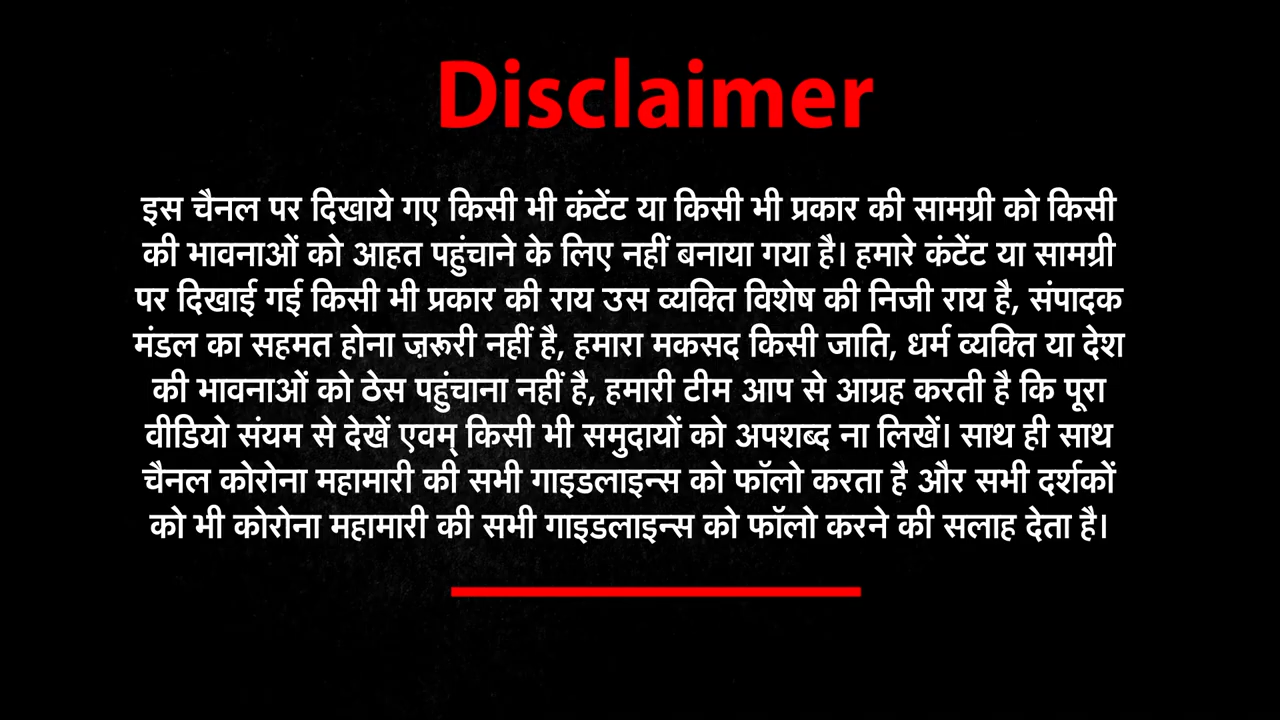 Disclaimer
इस चैनल पर दिखाये गए किसी भी कंटेंट या किसी भी प्रकार की सामग्री को किसी
की भावनाओं को आहत पहुंचाने के लिए नहीं बनाया गया है। हमारे कंटेंट या सामग्री
पर दिखाई गई किसी भी प्रकार की राय उस व्यक्ति विशेष की निजी राय है, संपादक
मंडल का सहमत होना ज़रूरी नहीं है, हमारा मकसद किसी जाति, धर्म व्यक्ति या देश
की भावनाओं को ठेस पहुंचाना नहीं है, हमारी टीम आप से आग्रह करती है कि पूरा
वीडियो संयम से देखें एवम् किसी भी समुदायों को अपशब्द ना लिखें। साथ ही साथ
चैनल कोरोना महामारी की सभी गाइडलाइन्स को फॉलो करता है और सभी दर्शकों
को भी कोरोना महामारी की सभी गाइडलाइन्स को फॉलो करने की सलाह देता है।